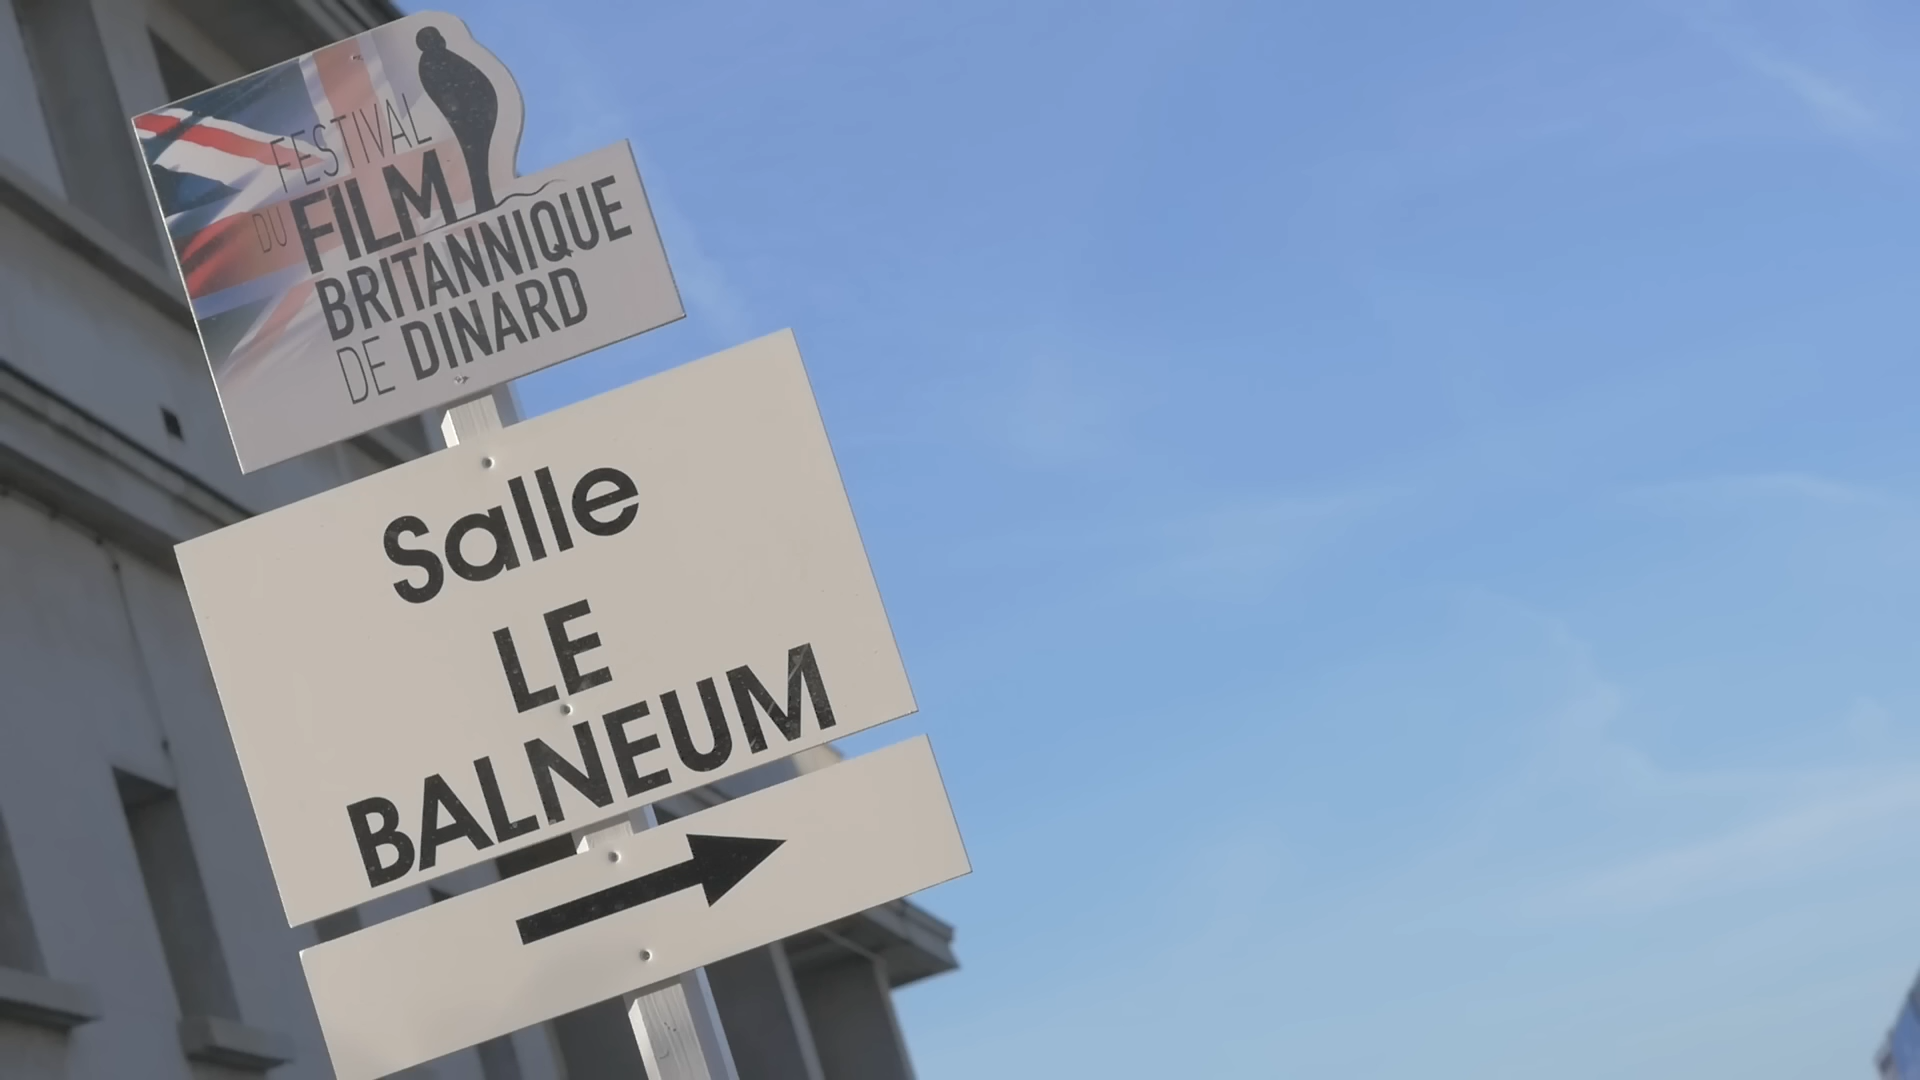 FESTIVAL
DU FILM
BRITANNIQUE
DE DINARD
Salle
LE
BALNEUM